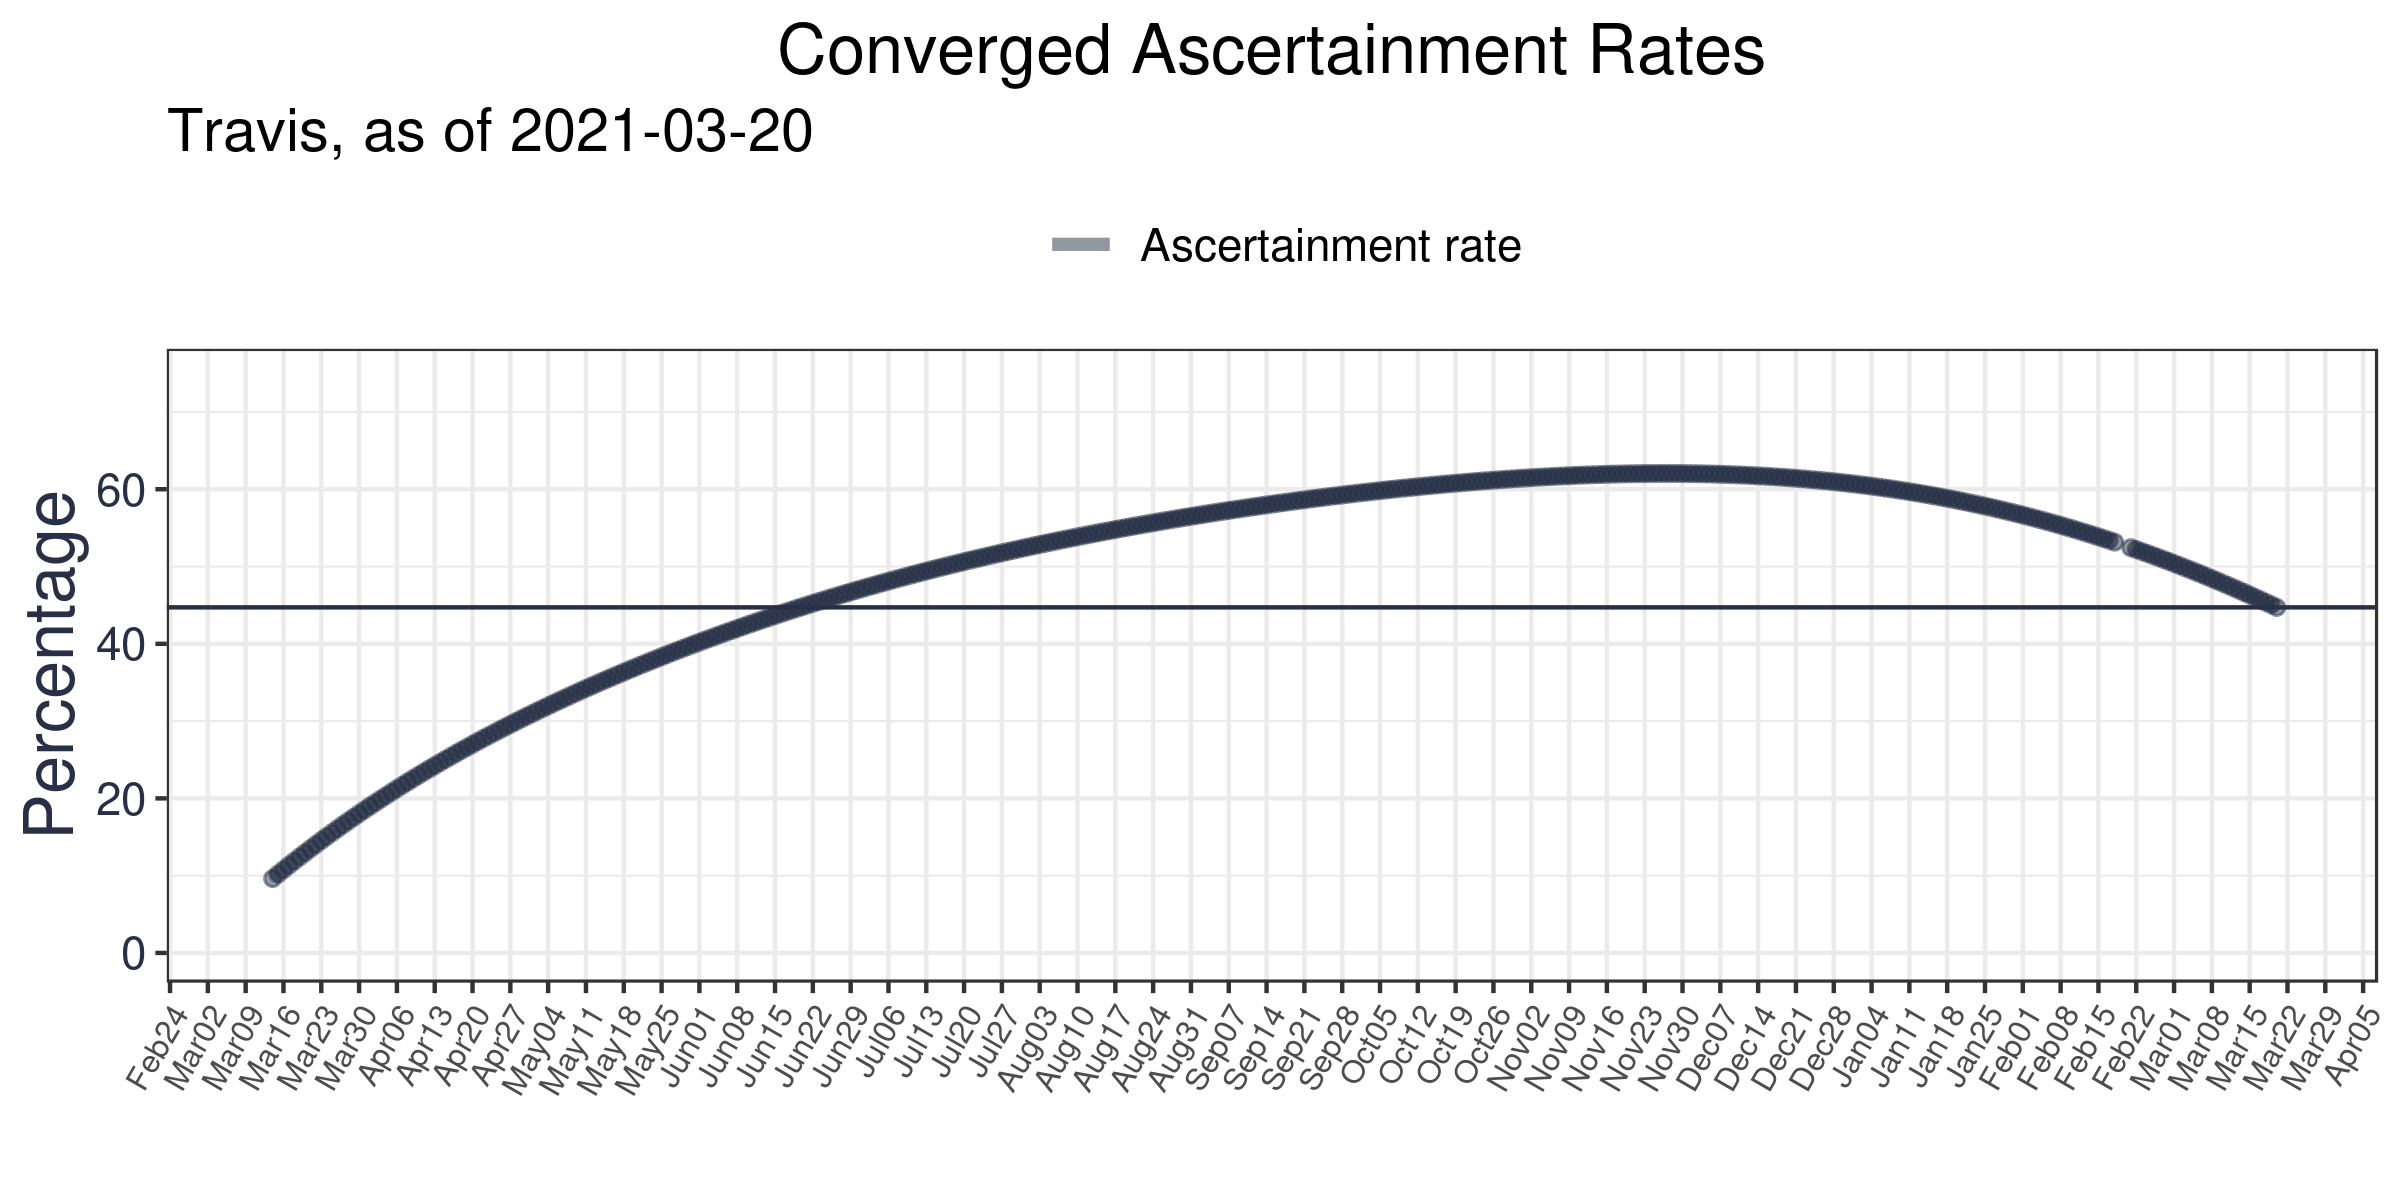 Converged Ascertainment Rates
Travis, as of 2021-03-20
Ascertainment rate
Percentage
60
40
20
0
Feb24 Mar02 Mar09 Mar16 Mar23 Mar30 Apr06 Apr13 Apr20 Apr27 May04 May11 May18 May25 Jun01 Jun08 Jun15 Jun22 Jun29 Jul06 Jul13 Jul20 Jul27 Aug03 Aug10 Aug17 Aug24 Aug31 Sep07 Sep14 Sep21 Sep28 Oct05 Oct12 Oct19 Oct26 Nov02 Nov09 Nov16 Nov23 Nov30 Dec07 Dec14 Dec21 Dec28 Jan04 Jan11 Jan18 Jan25 Feb01 Feb08 Feb15 Feb22 Mar01 Mar08 Mar15 Mar22 Mar29 Apr05